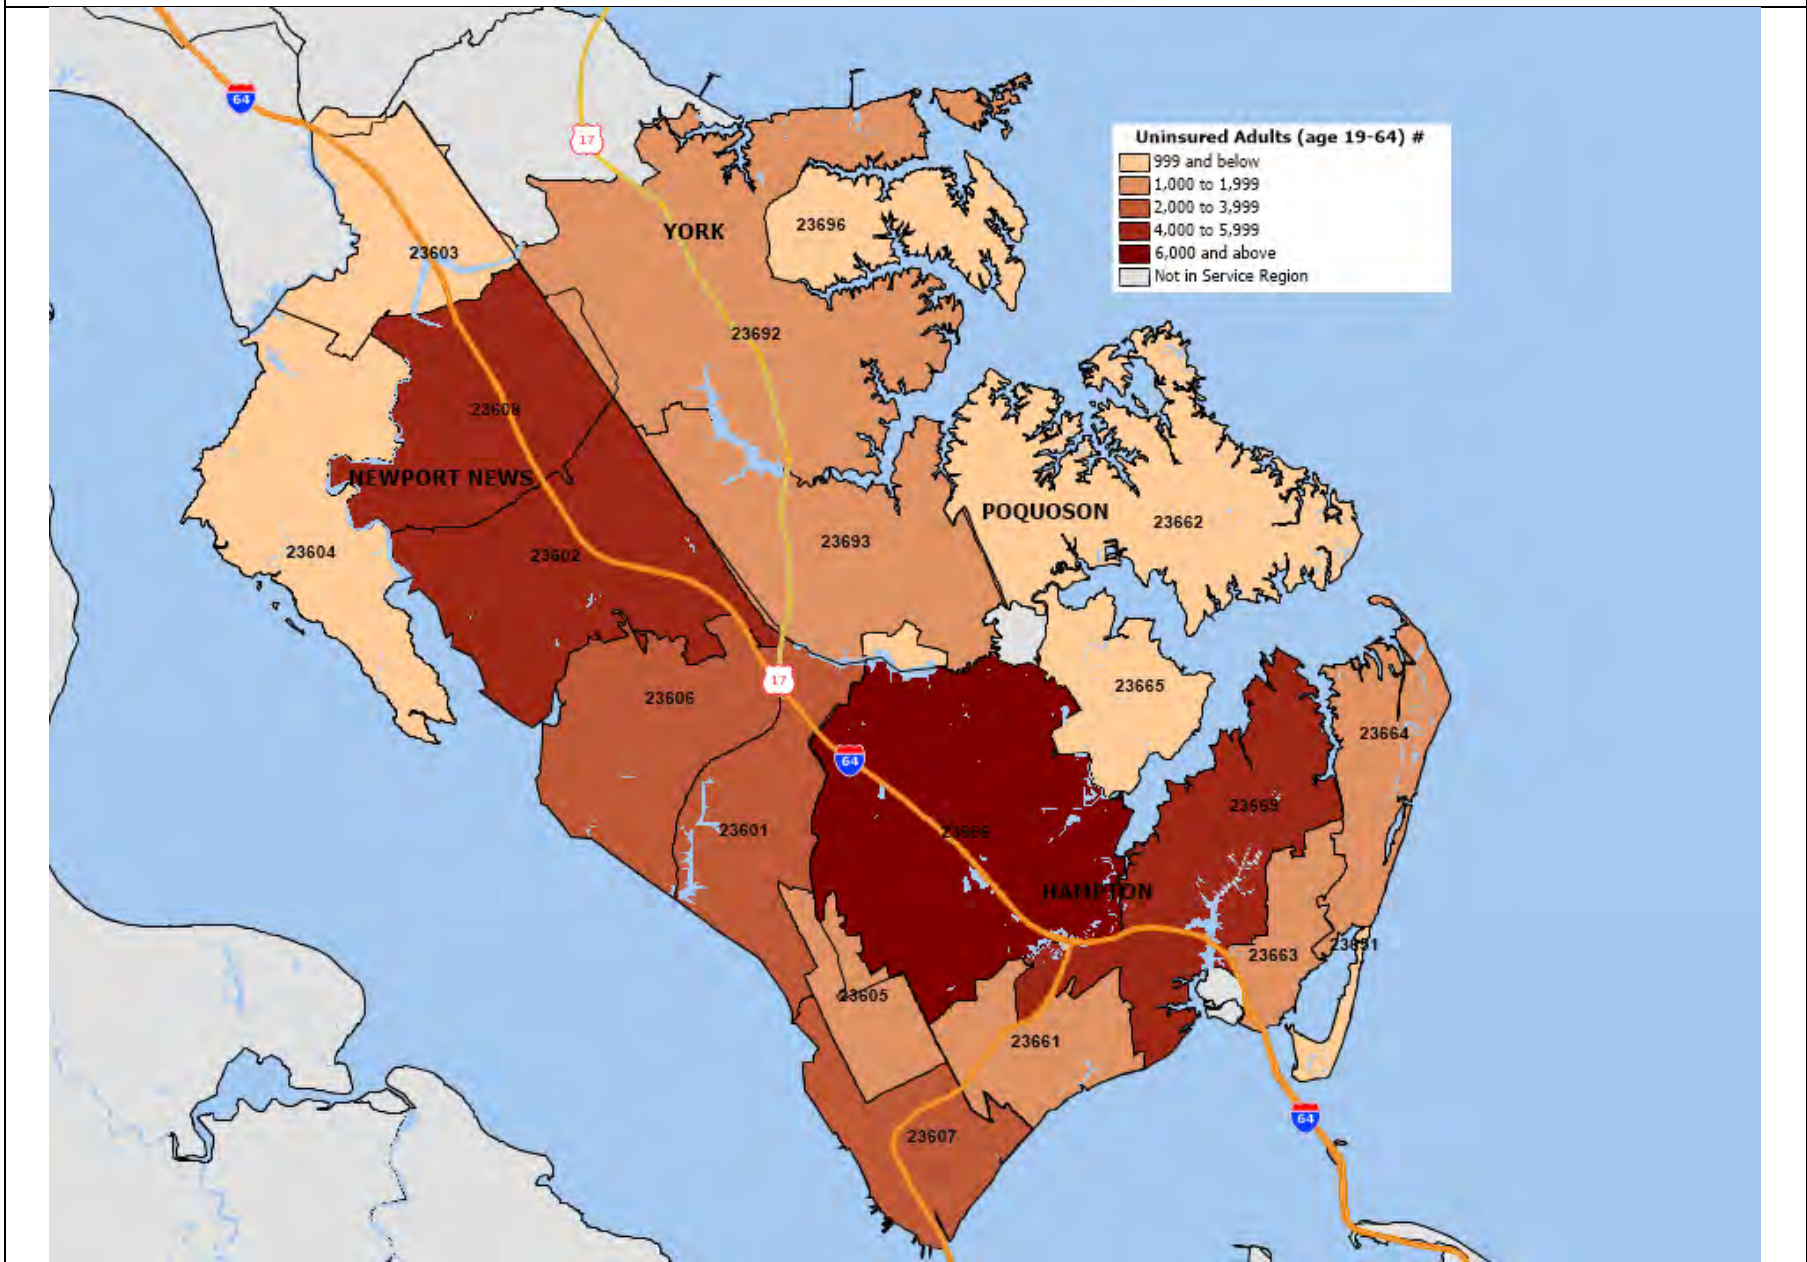 64
17
Uninsured Adults (age 19-64) #
999 and below
1,000 to 1,999
2,000 to 3,999
4,000 to 5,999
6,000 and above
Not in Service Region
23696
YORK
23603
23692
23608
NEWPORT NEWS
POQUOSON
23662
23693
23604
23602
23665
23606
17
23664
64
23669
23601
23666
HAMPTON
23651
23663
23605
23661
64
23607